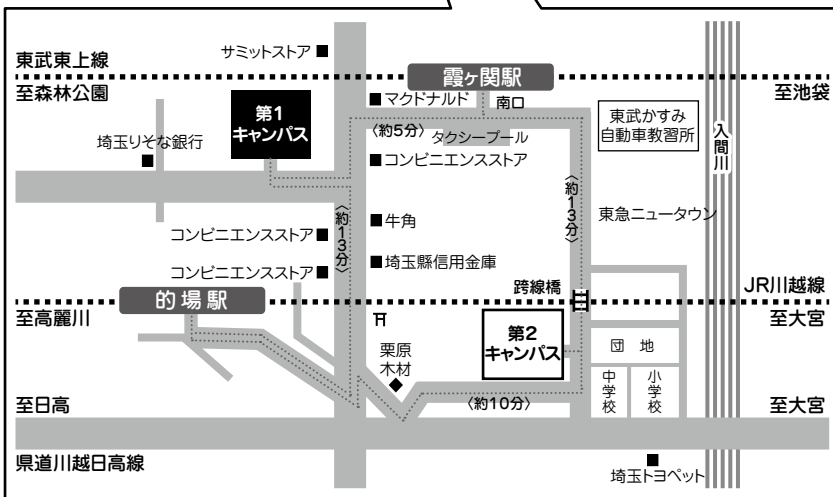 サミットストア
東武東上線
霞ヶ関駅
至森林公園
至池袋
第1
キャンパス
マクドナルド
南口
〈約5分〉
タクシープール
東武かすみ
自動車教習所
入間川
埼玉りそな銀行
コンビニエンスストア
〈約13分〉
〈約13分〉
牛角
東急ニュータウン
コンビニエンスストア
埼玉縣信用金庫
コンビニエンスストア
跨線橋
JR川越線
的場駅
至高麗川
至大宮
第2
キャンパス
栗原
木材
団 地
中学校
小学校
至日高
〈約10分〉
至大宮
県道川越日高線
埼玉トヨペット